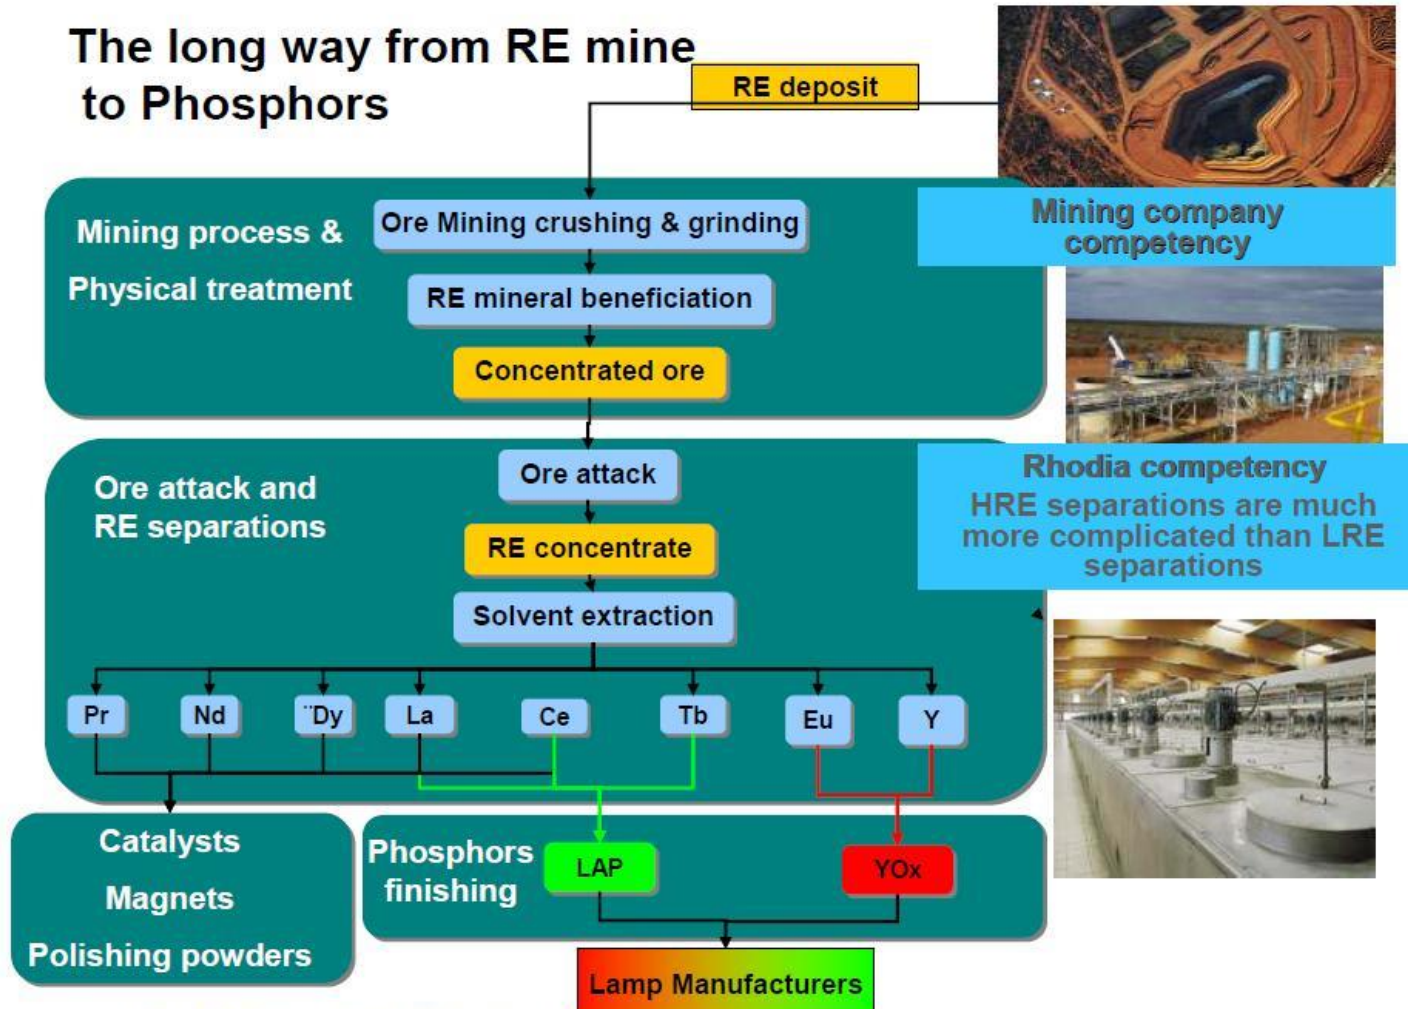 The long way from RE mine
to Phosphors
RE deposit
Mining process &
Physical treatment
Ore Mining crushing & grinding
RE mineral beneficiation
Concentrated ore
Mining company
competency
Ore attack and
RE separations
Ore attack
RE concentrate
Solvent extraction
Rhodia competency
HRE separations are much
more complicated than LRE
separations
Pr
Nd
¨Dy
La
Ce
Tb
Eu
Y
Catalysts
Magnets
Polishing powders
Phosphors
finishing
LAP
YOx
Lamp Manufacturers